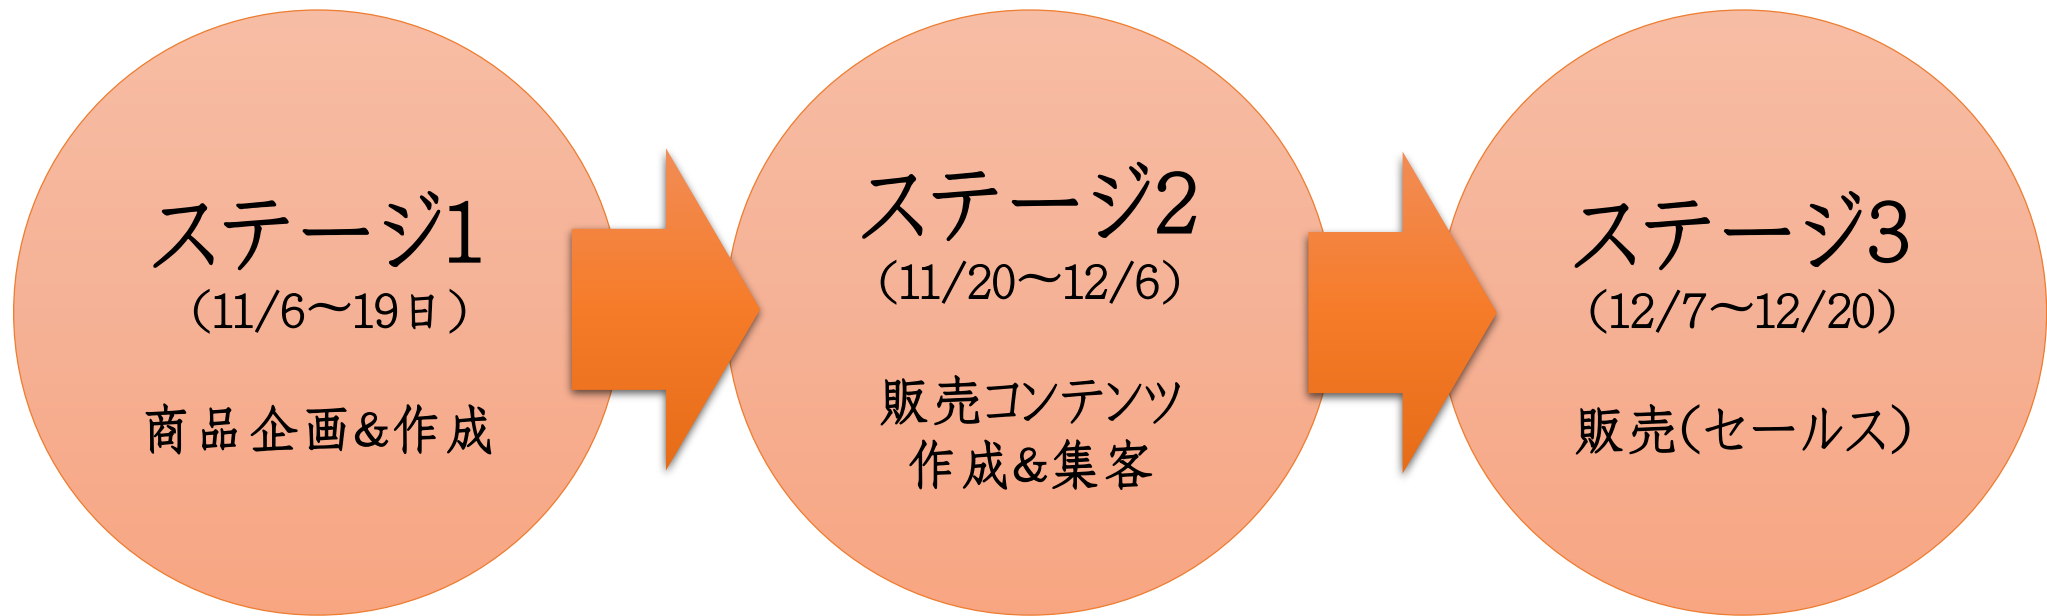 ステージ1
（11/6～19日）
商品企画&作成
ステージ2
（11/20～12/6）
販売コンテンツ
作成&集客
ステージ3
（12/7～12/20）
販売（セールス）